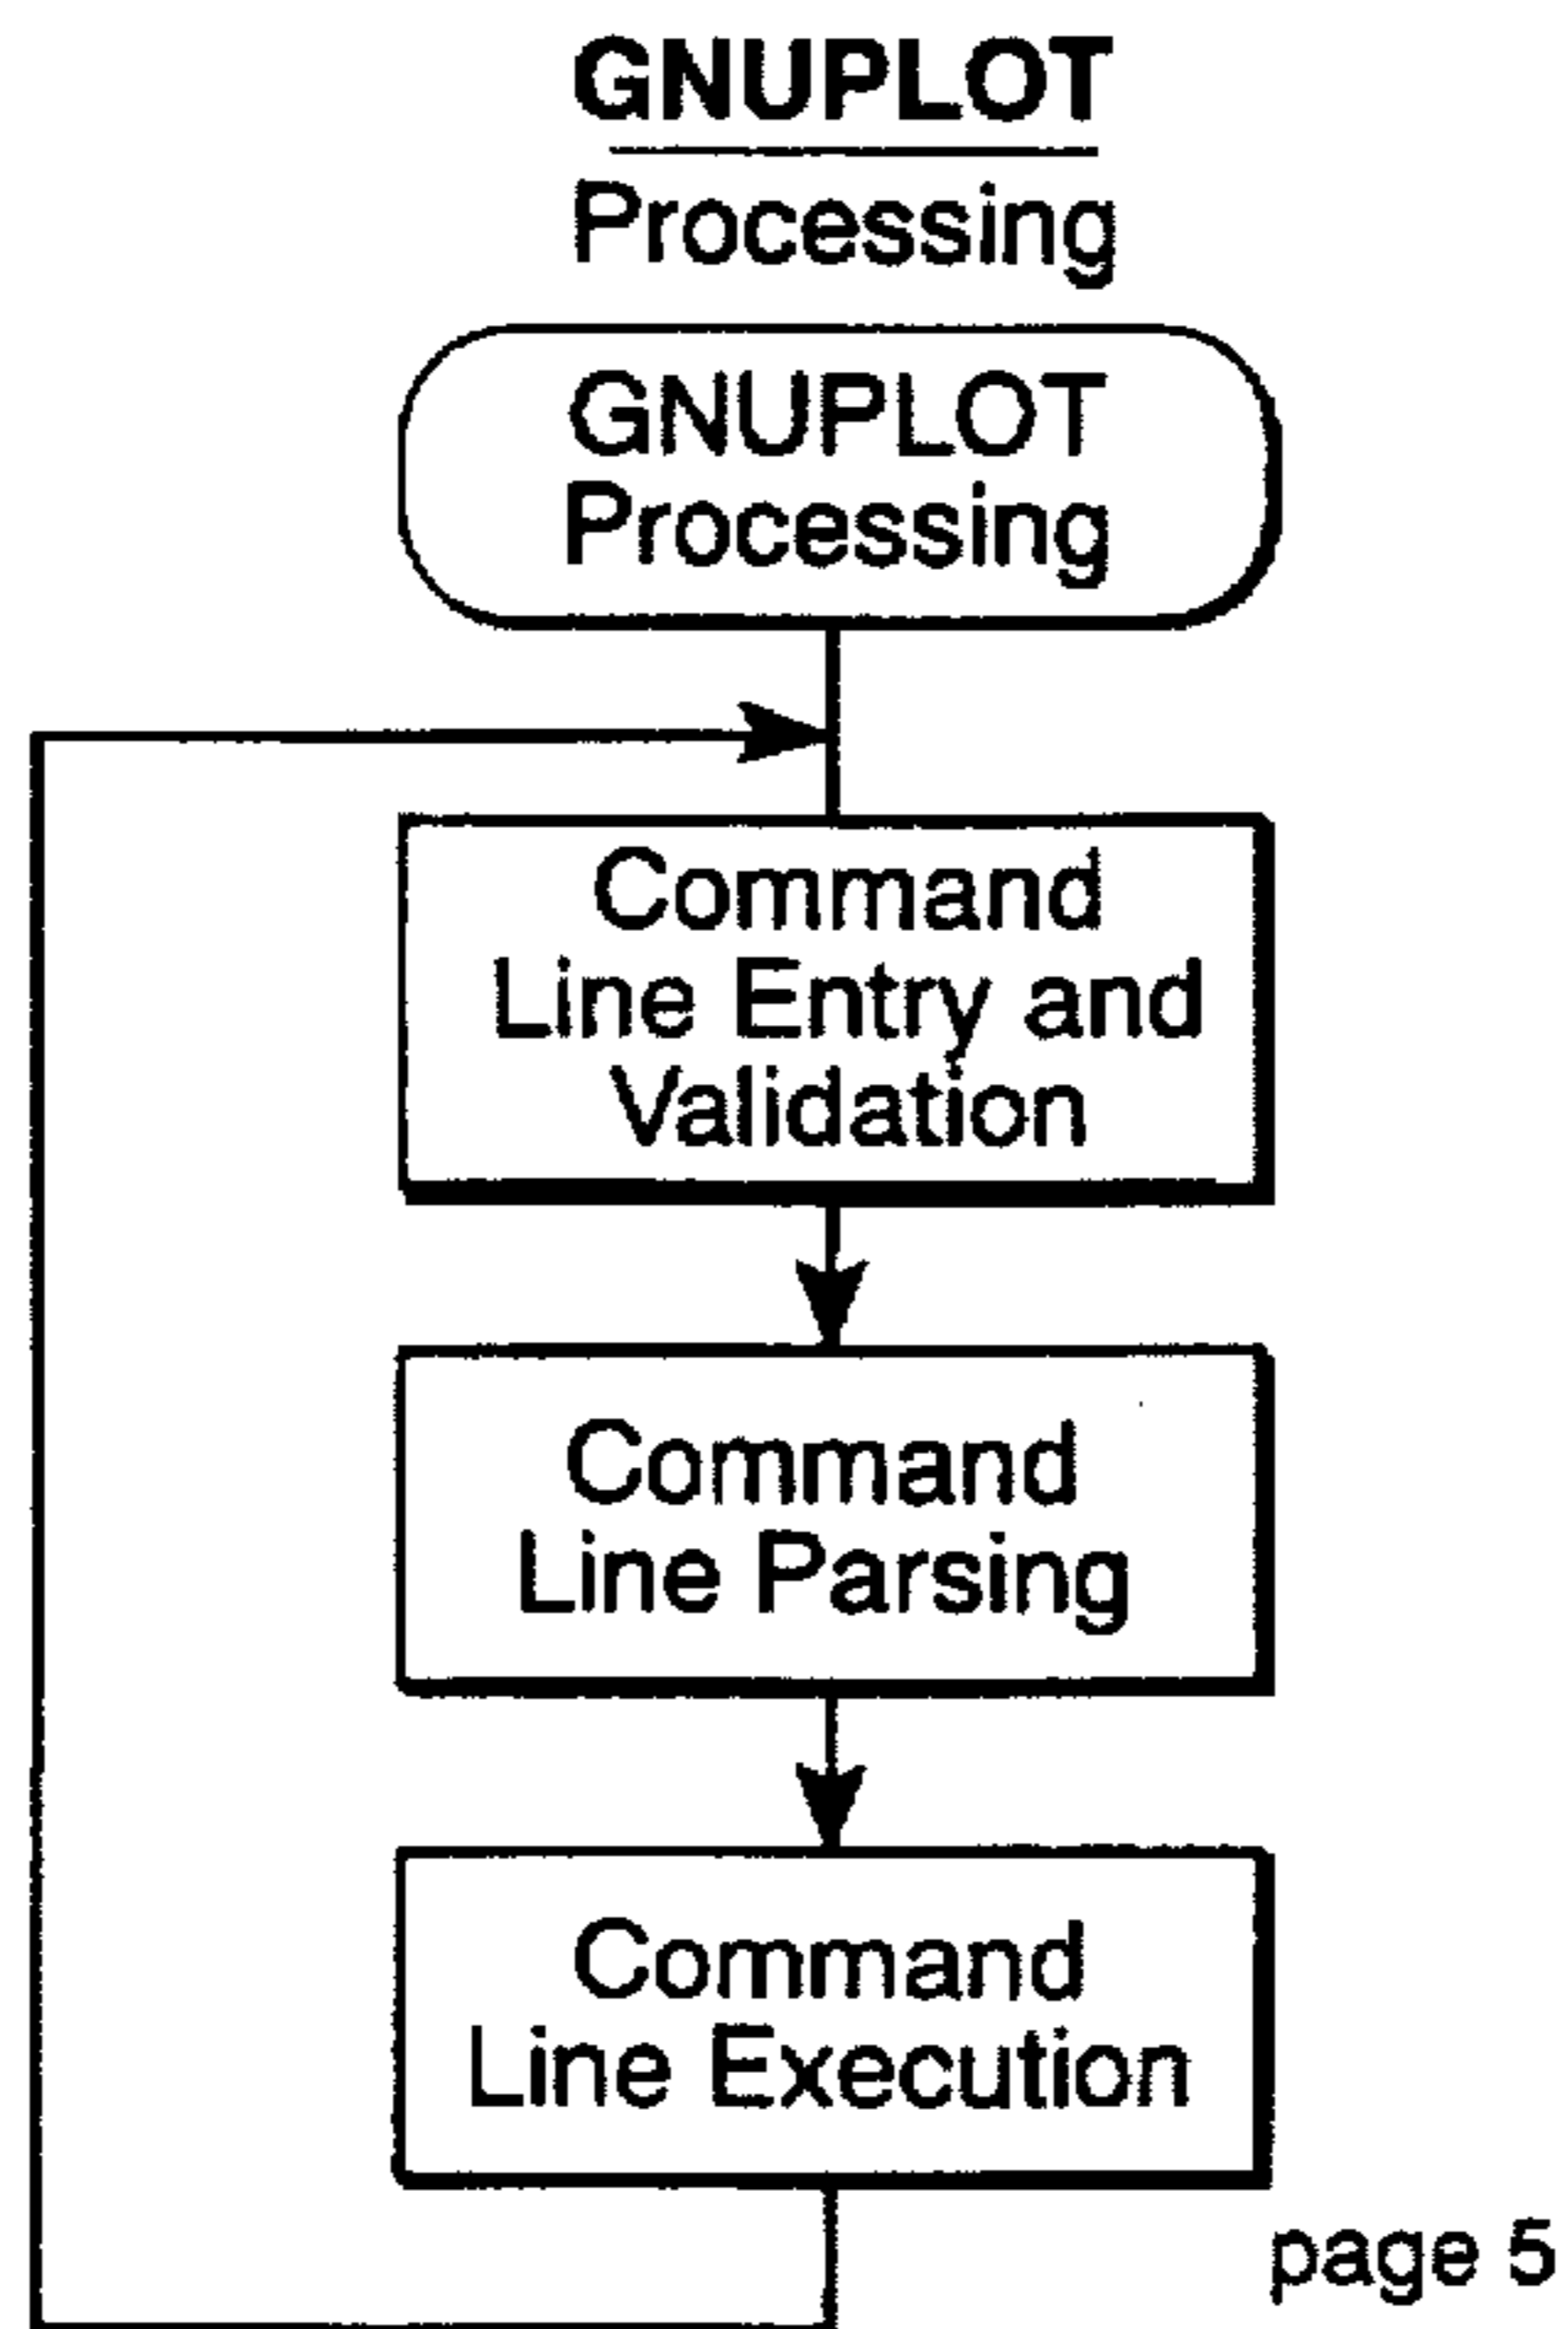 GNUPLOT
Processing
GNUPLOT
Processing
Command
Line Entry and
Validation
Command
Line Parsing
Command
Line Execution
page 5